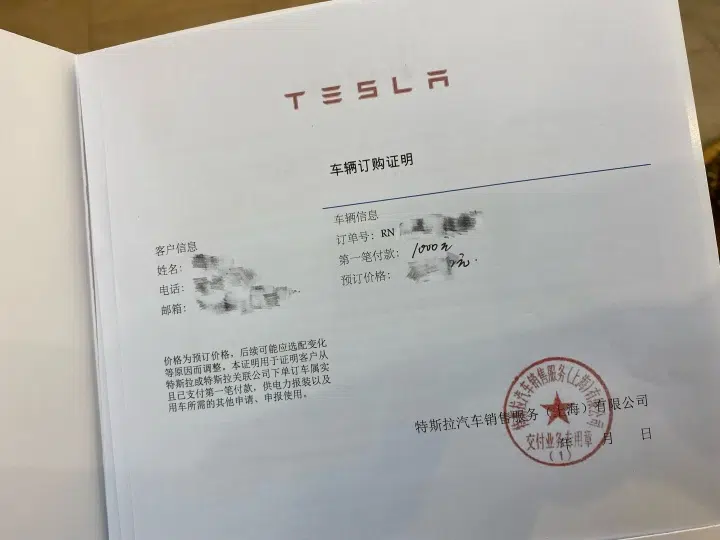 TESLA
车辆订购证明
客户信息
姓名：
电话：
邮箱：
车辆信息
订单号：RN
第一笔付款：1000元
预订价格：元.
价格为预订价格，后续可能应选配变化
等原因而调整。本证明用于证明客户从
特斯拉或特斯拉关联公司下单订车属实
且已支付第一笔付款，供电力报装以及
用车所需的其他申请、申报使用。
特斯拉汽车销售服务（上海）有限公司
年 月 日
特斯拉汽车销售服务(上海)有限公司
交付业务专用章
(1)